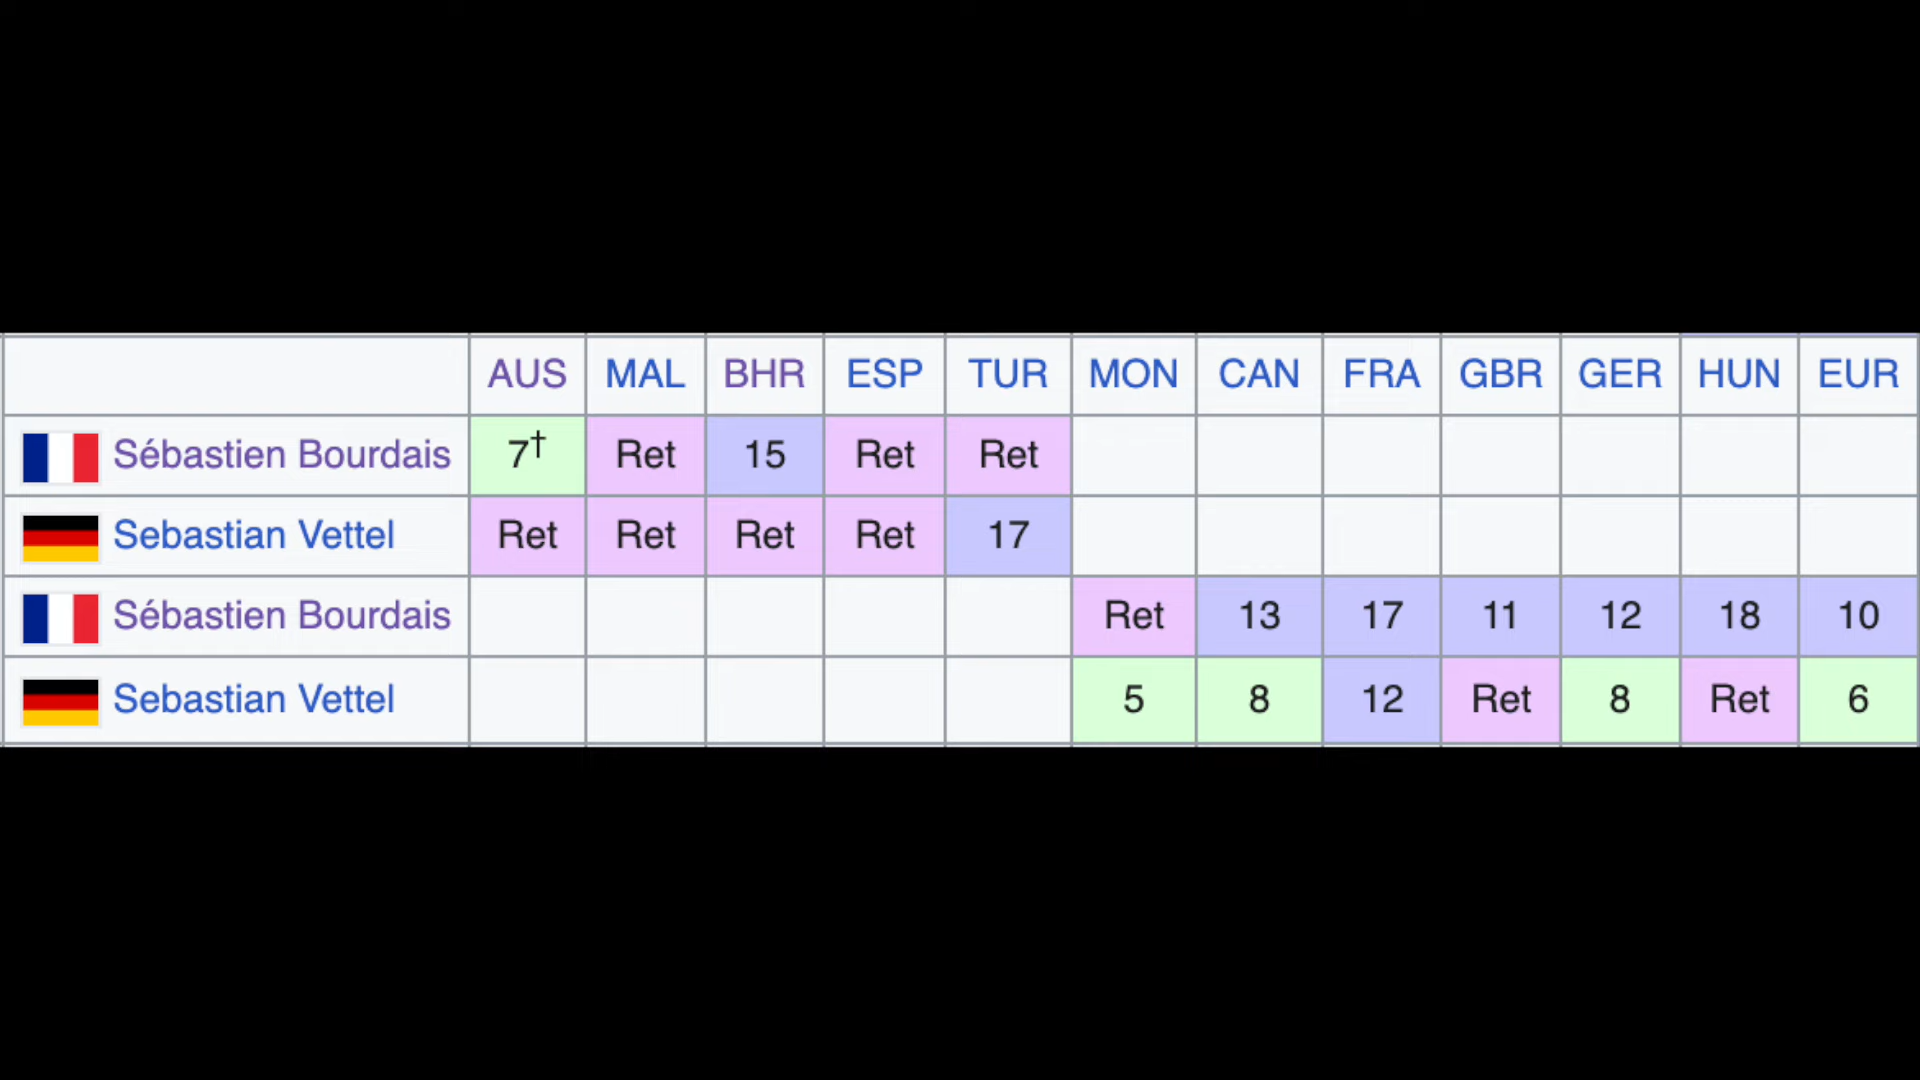 AUS MAL BHR ESP TUR MON CAN FRA GBR GER HUN EUR
Sébastien Bourdais 7† Ret 15 Ret Ret
Sebastian Vettel Ret Ret Ret Ret 17
Sébastien Bourdais Ret 13 17 11 12 18 10
Sebastian Vettel 5 8 12 Ret 8 Ret 6